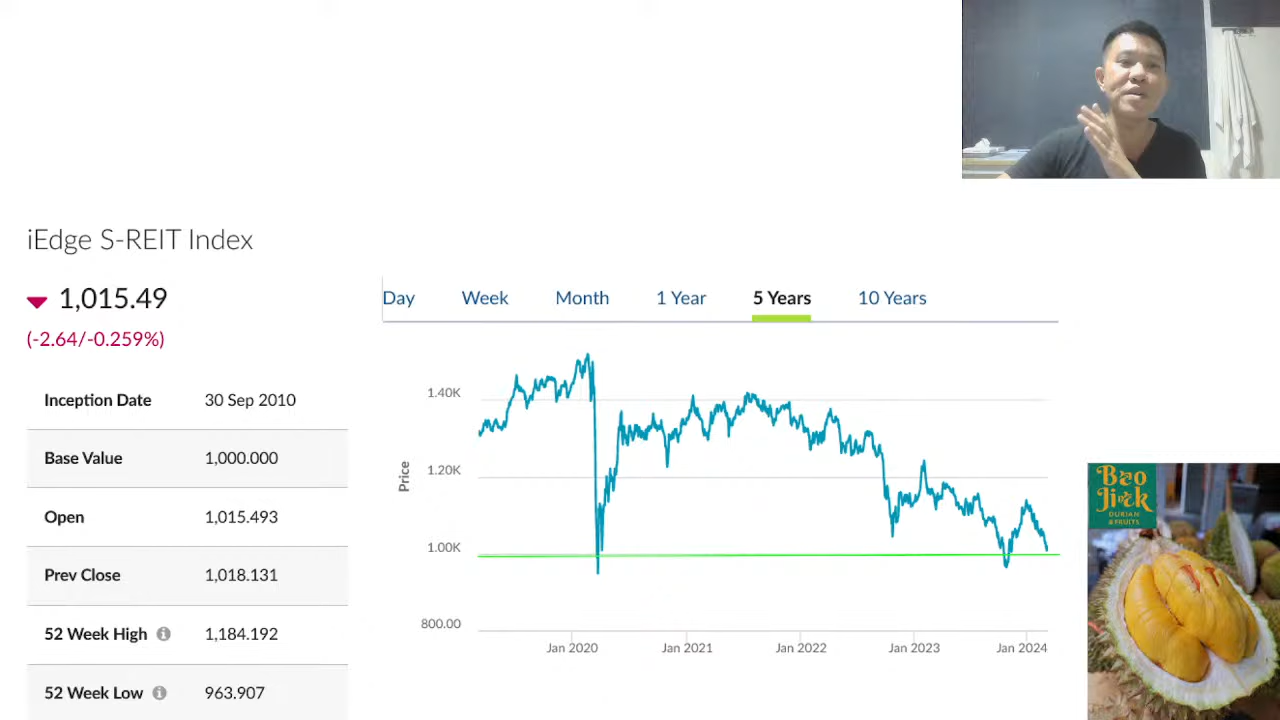 iEdge S-REIT Index
1,015.49
(-2.64/-0.259%)
Inception Date 30 Sep 2010
Base Value 1,000.000
Open 1,015.493
Prev Close 1,018.131
52 Week High 1,184.192
52 Week Low 963.907
Day Week Month 1 Year 5 Years 10 Years
Price
1.40K
1.20K
1.00K
800.00
Jan 2020 Jan 2021 Jan 2022 Jan 2023 Jan 2024
Bao
Jiak
DURIAN
& FRUITS